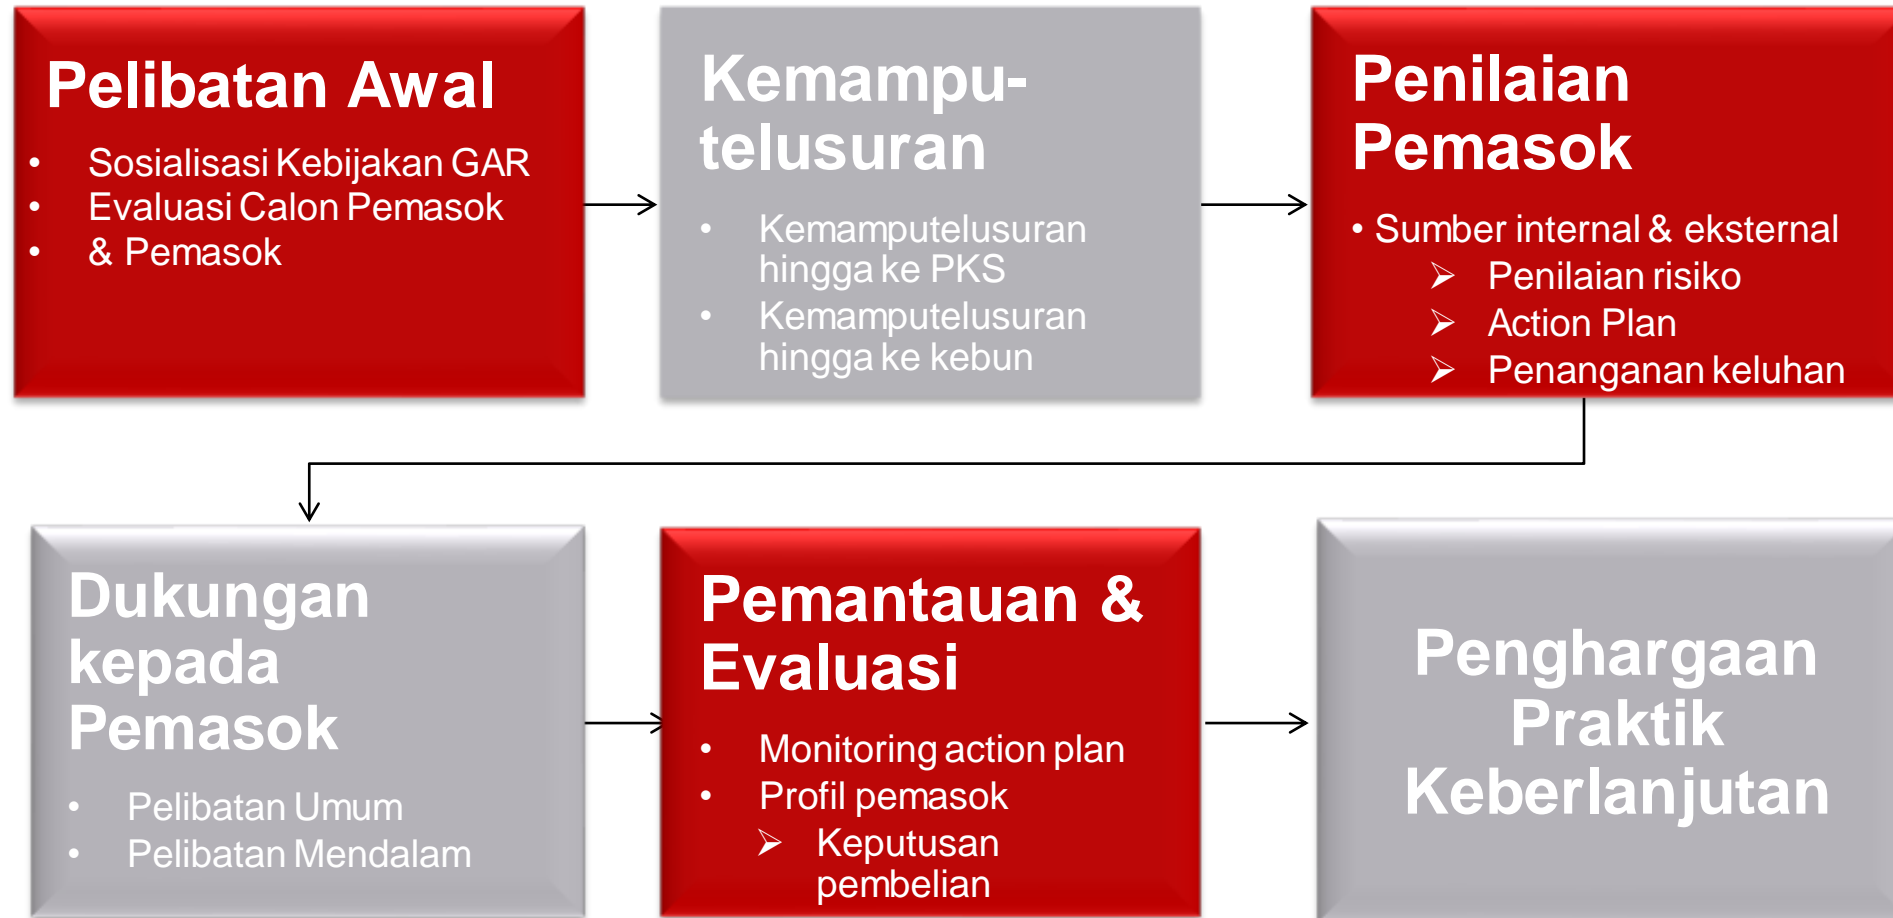 Pelibatan Awal
• Sosialisasi Kebijakan GAR
• Evaluasi Calon Pemasok
• & Pemasok
Kemampu-
telusuran
• Kemamputelusuran
hingga ke PKS
• Kemamputelusuran
hingga ke kebun
Penilaian
Pemasok
• Sumber internal & eksternal
➢ Penilaian risiko
➢ Action Plan
➢ Penanganan keluhan
Dukungan
kepada
Pemasok
• Pelibatan Umum
• Pelibatan Mendalam
Pemantauan &
Evaluasi
• Monitoring action plan
• Profil pemasok
➢ Keputusan
pembelian
Penghargaan
Praktik
Keberlanjutan